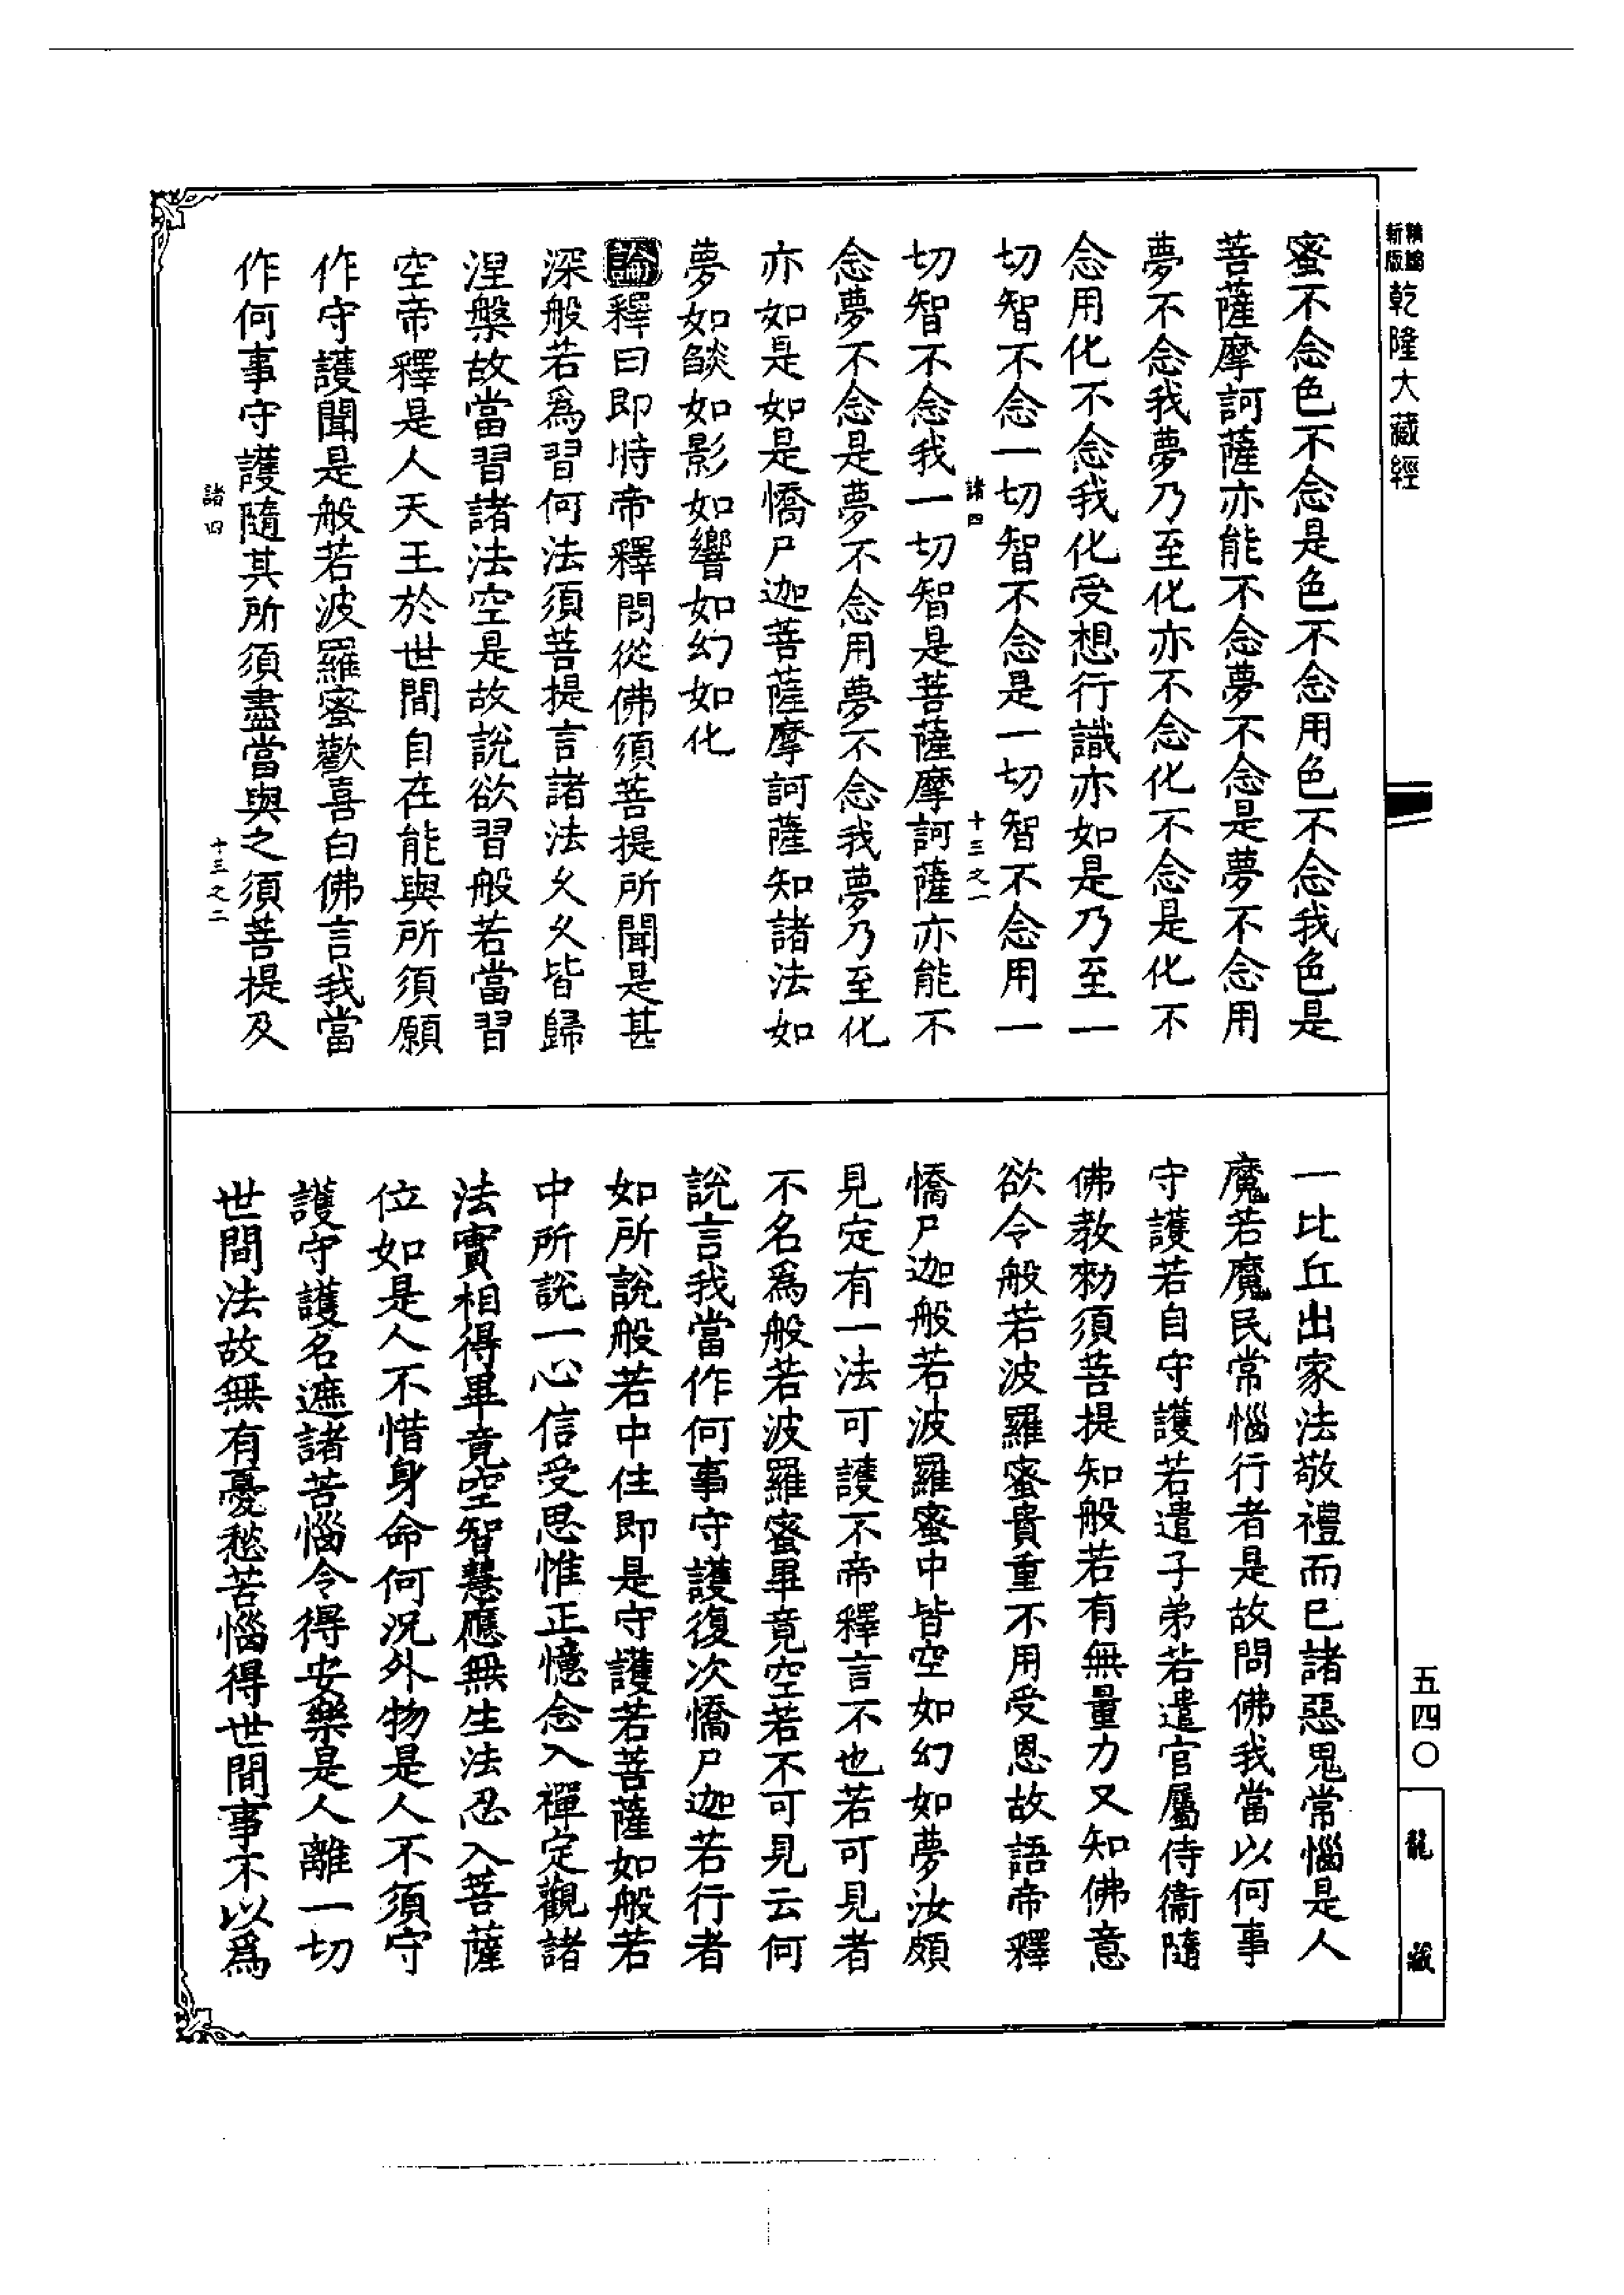 新版
精縮
乾隆大藏經
蜜不念色不念是色不念用色不念我色是
菩薩摩訶薩亦能不念夢不念是夢不念用
夢不念我夢乃至化亦不念化不念是化不
念用化不念我化受想行識亦如是乃至一
切智不念一切智不念是一切智不念用一
諸四
十三之一
切智不念我一切智是菩薩摩訶薩亦能不
念夢不念是夢不念用夢不念我夢乃至化
亦如是如是憍尸迦菩薩摩訶薩知諸法如
夢如燄如影如響如幻如化
論釋曰即時帝釋問從佛須菩提所聞是甚
深般若爲習何法須菩提言諸法久久皆歸
涅槃故當習諸法空是故說欲習般若當習
空帝釋是人天王於世間自在能與所須願
作守護聞是般若波羅蜜歡喜白佛言我當
作何事守護隨其所須盡當與之須菩提及
諸四
十三之二
一比丘出家法敬禮而已諸惡鬼常惱是人
魔若魔民常惱行者是故問佛我當以何事
守護若自守護若遣子弟若遣官屬侍衞隨
佛教勑須菩提知般若有無量力又知佛意
欲令般若波羅蜜貴重不用受恩故語帝釋
憍尸迦般若波羅蜜中皆空如幻如夢汝頗
見定有一法可護不帝釋言不也若可見者
不名爲般若波羅蜜畢竟空若不可見云何
說言我當作何事守護復次憍尸迦若行者
如所說般若中住即是守護若菩薩如般若
中所說一心信受思惟正憶念入禪定觀諸
法實相得畢竟空智慧應無生法忍入菩薩
位如是人不惜身命何況外物是人不須守
護守護名遮諸苦惱令得安樂是人離一切
世間法故無有憂愁苦惱得世間事不以爲
五四〇
龍藏